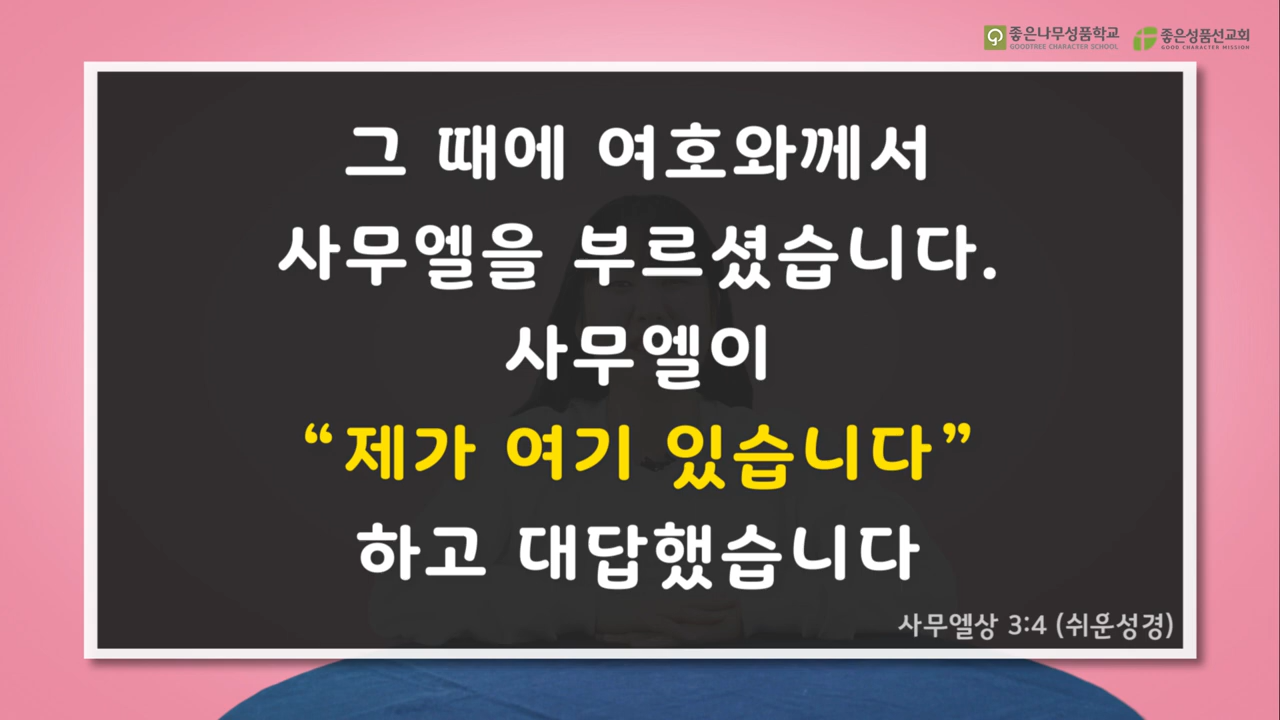 좋은나무성품학교
GOODTREE CHARACTER SCHOOL
좋은성품선교회
GOOD CHARACTER MISSION
그 때에 여호와께서
사무엘을 부르셨습니다.
사무엘이
“제가 여기 있습니다”
하고 대답했습니다
사무엘상 3:4 (쉬운성경)